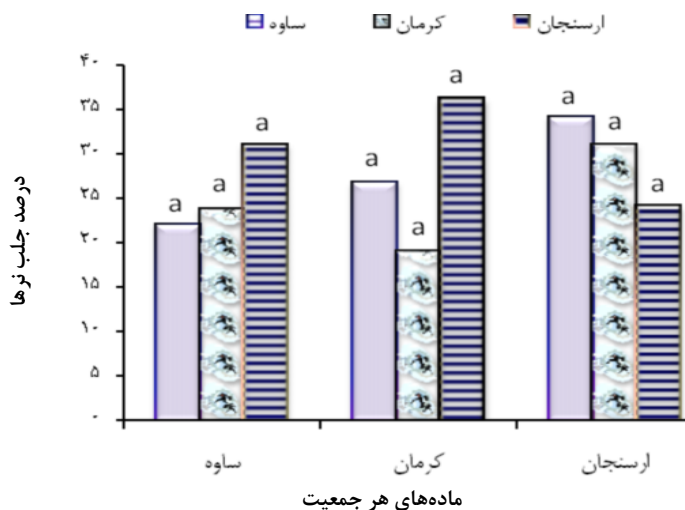 ساوه کرمان ارسنجان
۴۰
a
a
۳۵
a
a
a
۳۰
a
a
a
۲۵
a
۲۰
۱۵
۱۰
۵
۰
درصد جلب نرها
ساوه کرمان ارسنجان
ماده‌های هر جمعیت